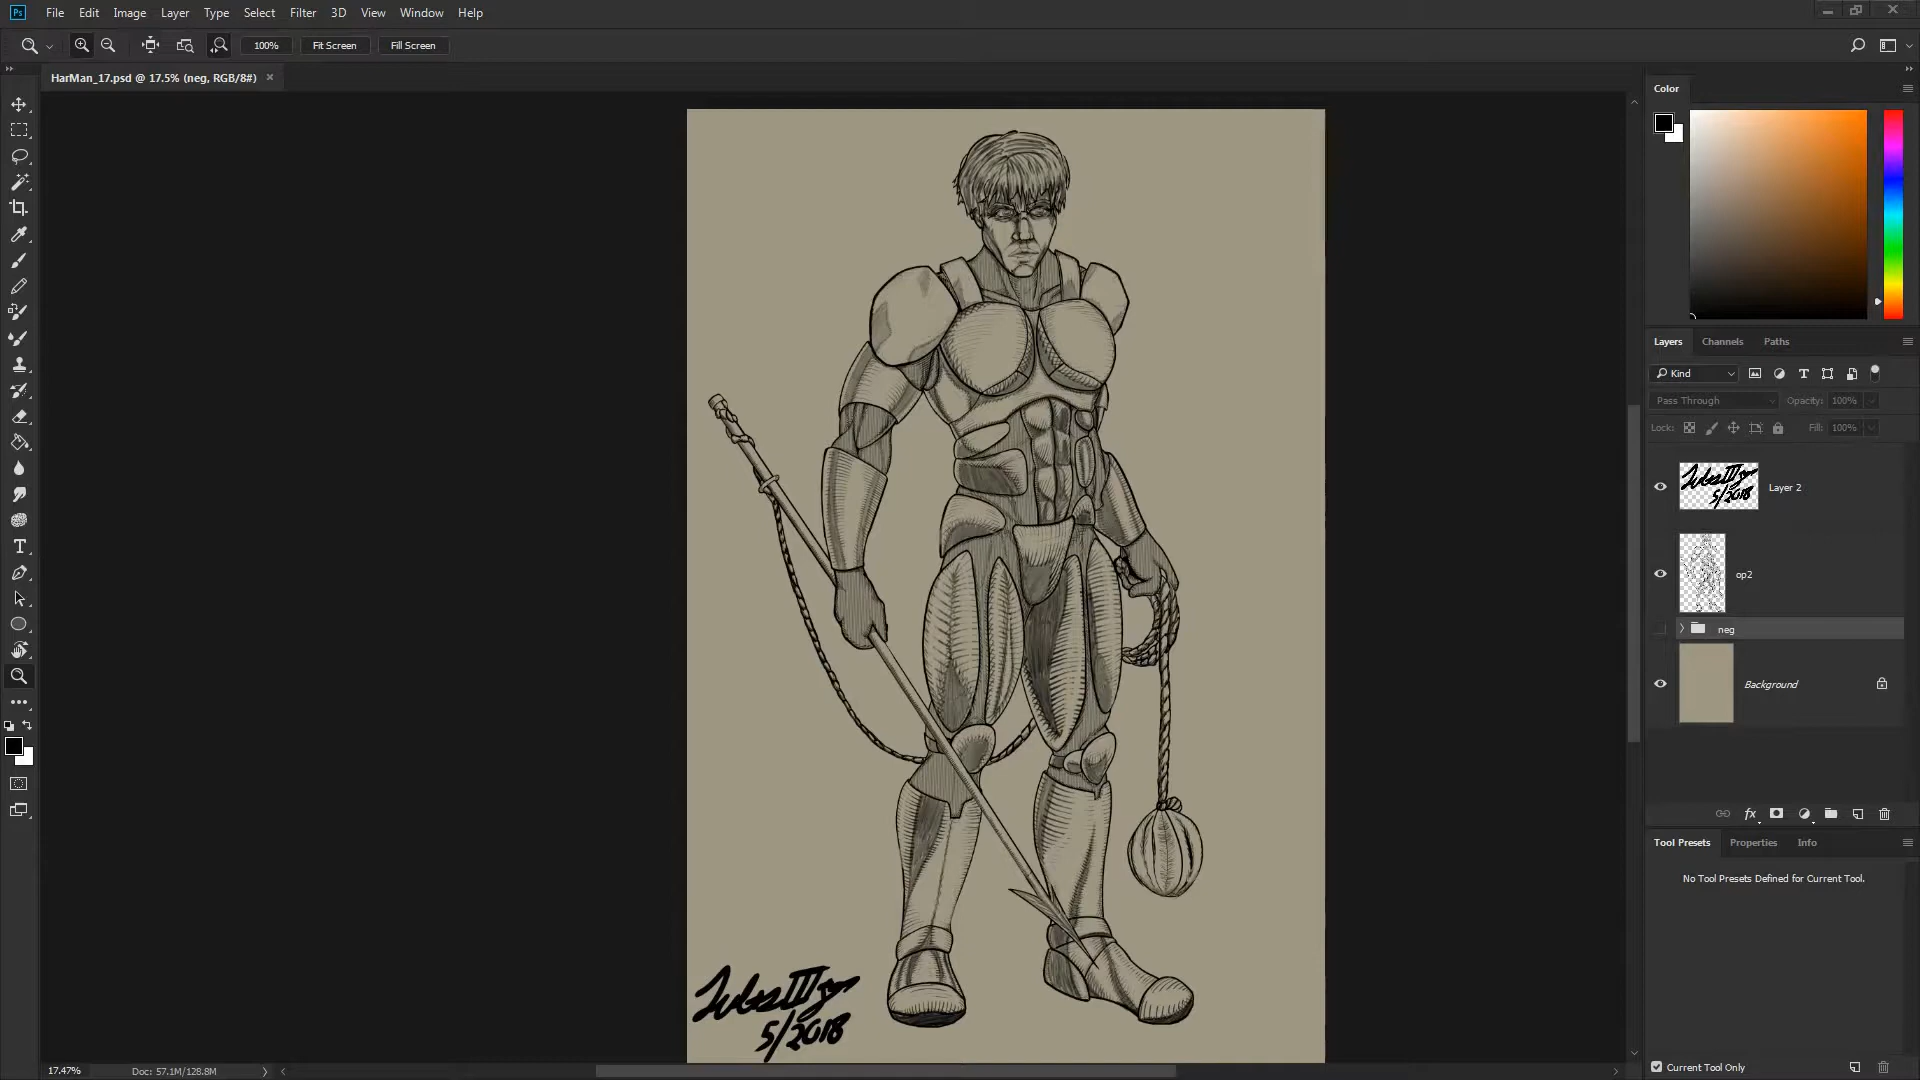 Ps File Edit Image Layer Type Select Filter 3D View Window Help
100% Fit Screen Fill Screen
HarMan_17.psd @ 17.5% (neg, RGB/8#) ×
Color
Layers Channels Paths
Kind
Pass Through Opacity: 100%
Lock: Fill: 100%
Layer 2
op2
neg
Background
fx
Tool Presets Properties Info
No Tool Presets Defined for Current Tool.
5/2018
17.47% Doc: 57.1M/128.8M
Current Tool Only